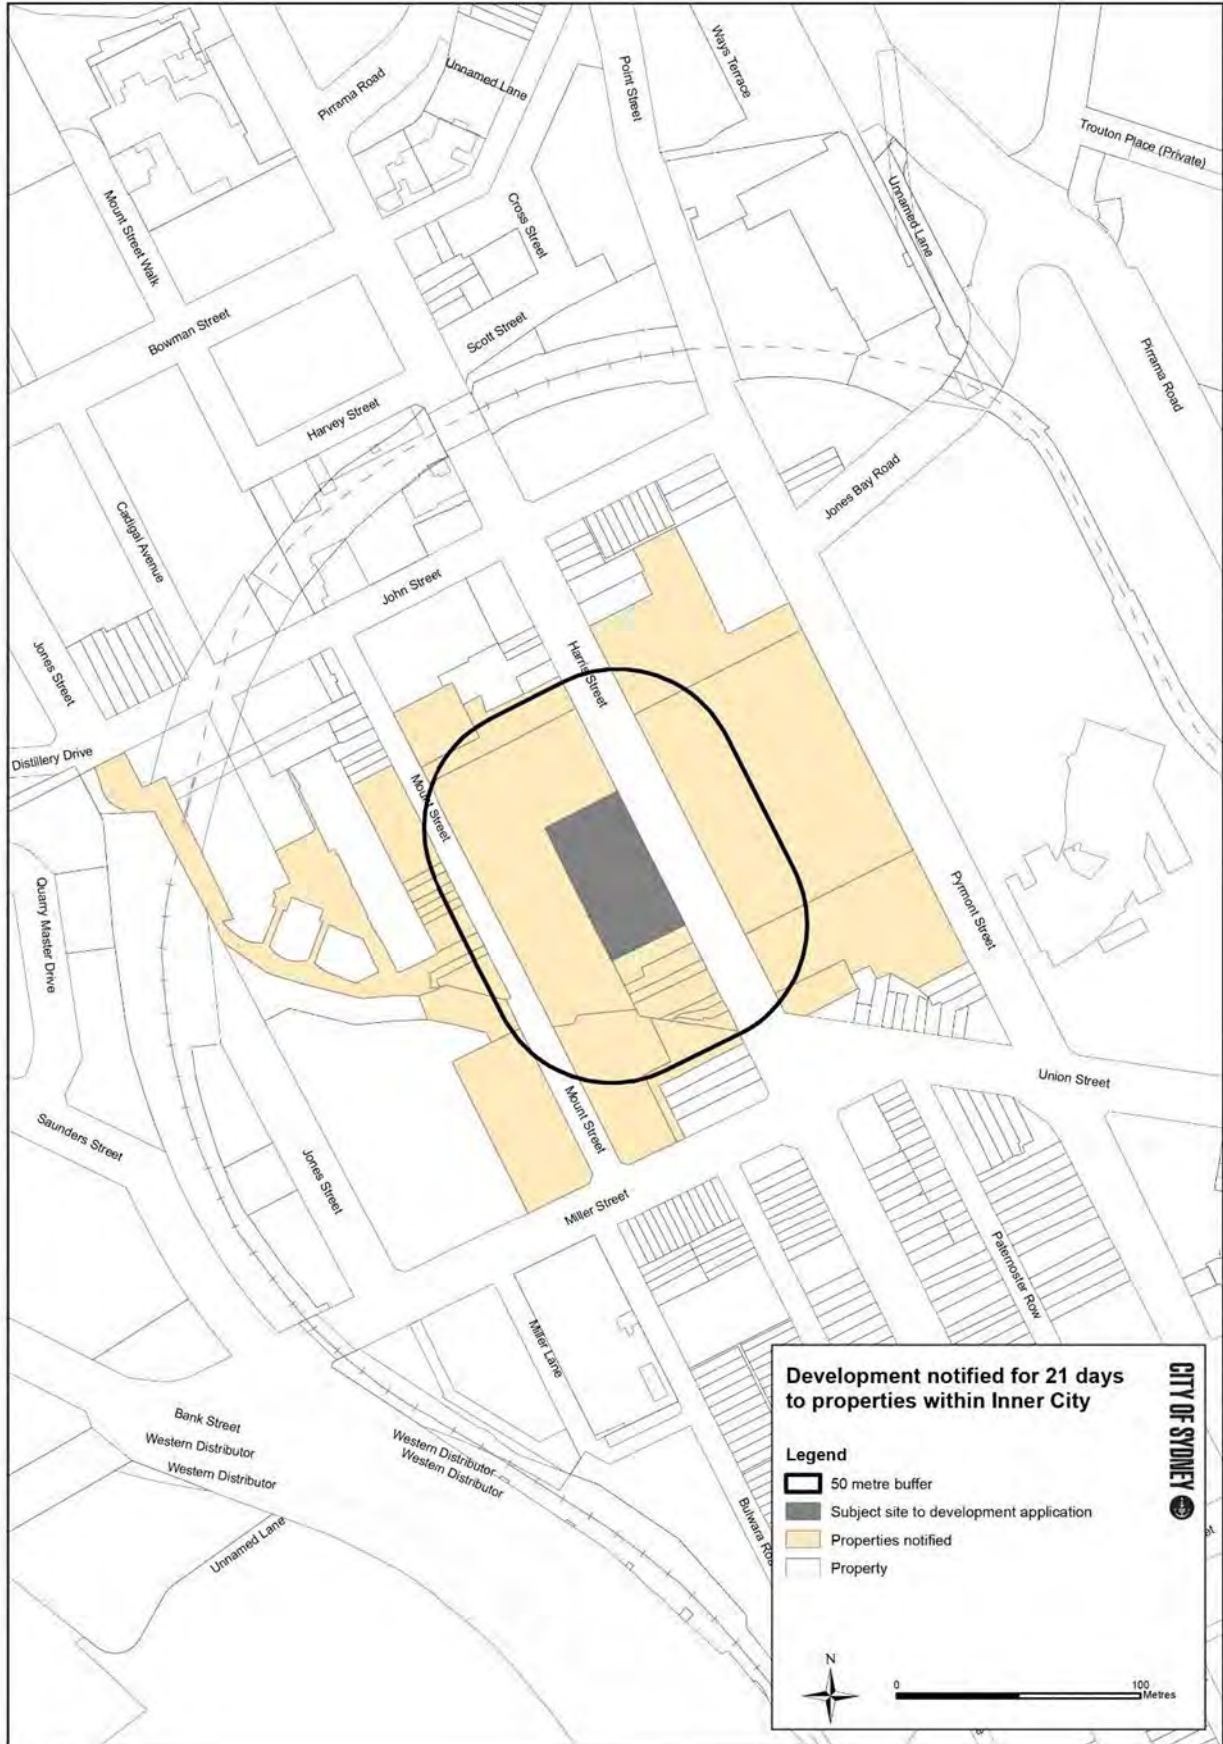 Pirrama Road
Unnamed Lane
Point Street
Ways Terrace
Trouton Place (Private)
Mount Street Walk
Cross Street
Unnamed Lane
Bowman Street
Scott Street
Pirrama Road
Harvey Street
Jones Bay Road
Cadigal Avenue
John Street
Jones Street
Harris Street
Distillery Drive
Mount Street
Quarry Master Drive
Pyrmont Street
Union Street
Saunders Street
Mount Street
Jones Street
Miller Street
Paternoster Row
Miller Lane
Bank Street
Western Distributor
Western Distributor
Western Distributor
Western Distributor
Unnamed Lane
Bulwara Roa
et
Development notified for 21 days
to properties within Inner City
CITY OF SYDNEY
Legend
50 metre buffer
Subject site to development application
Properties notified
Property
N
0
100
Metres